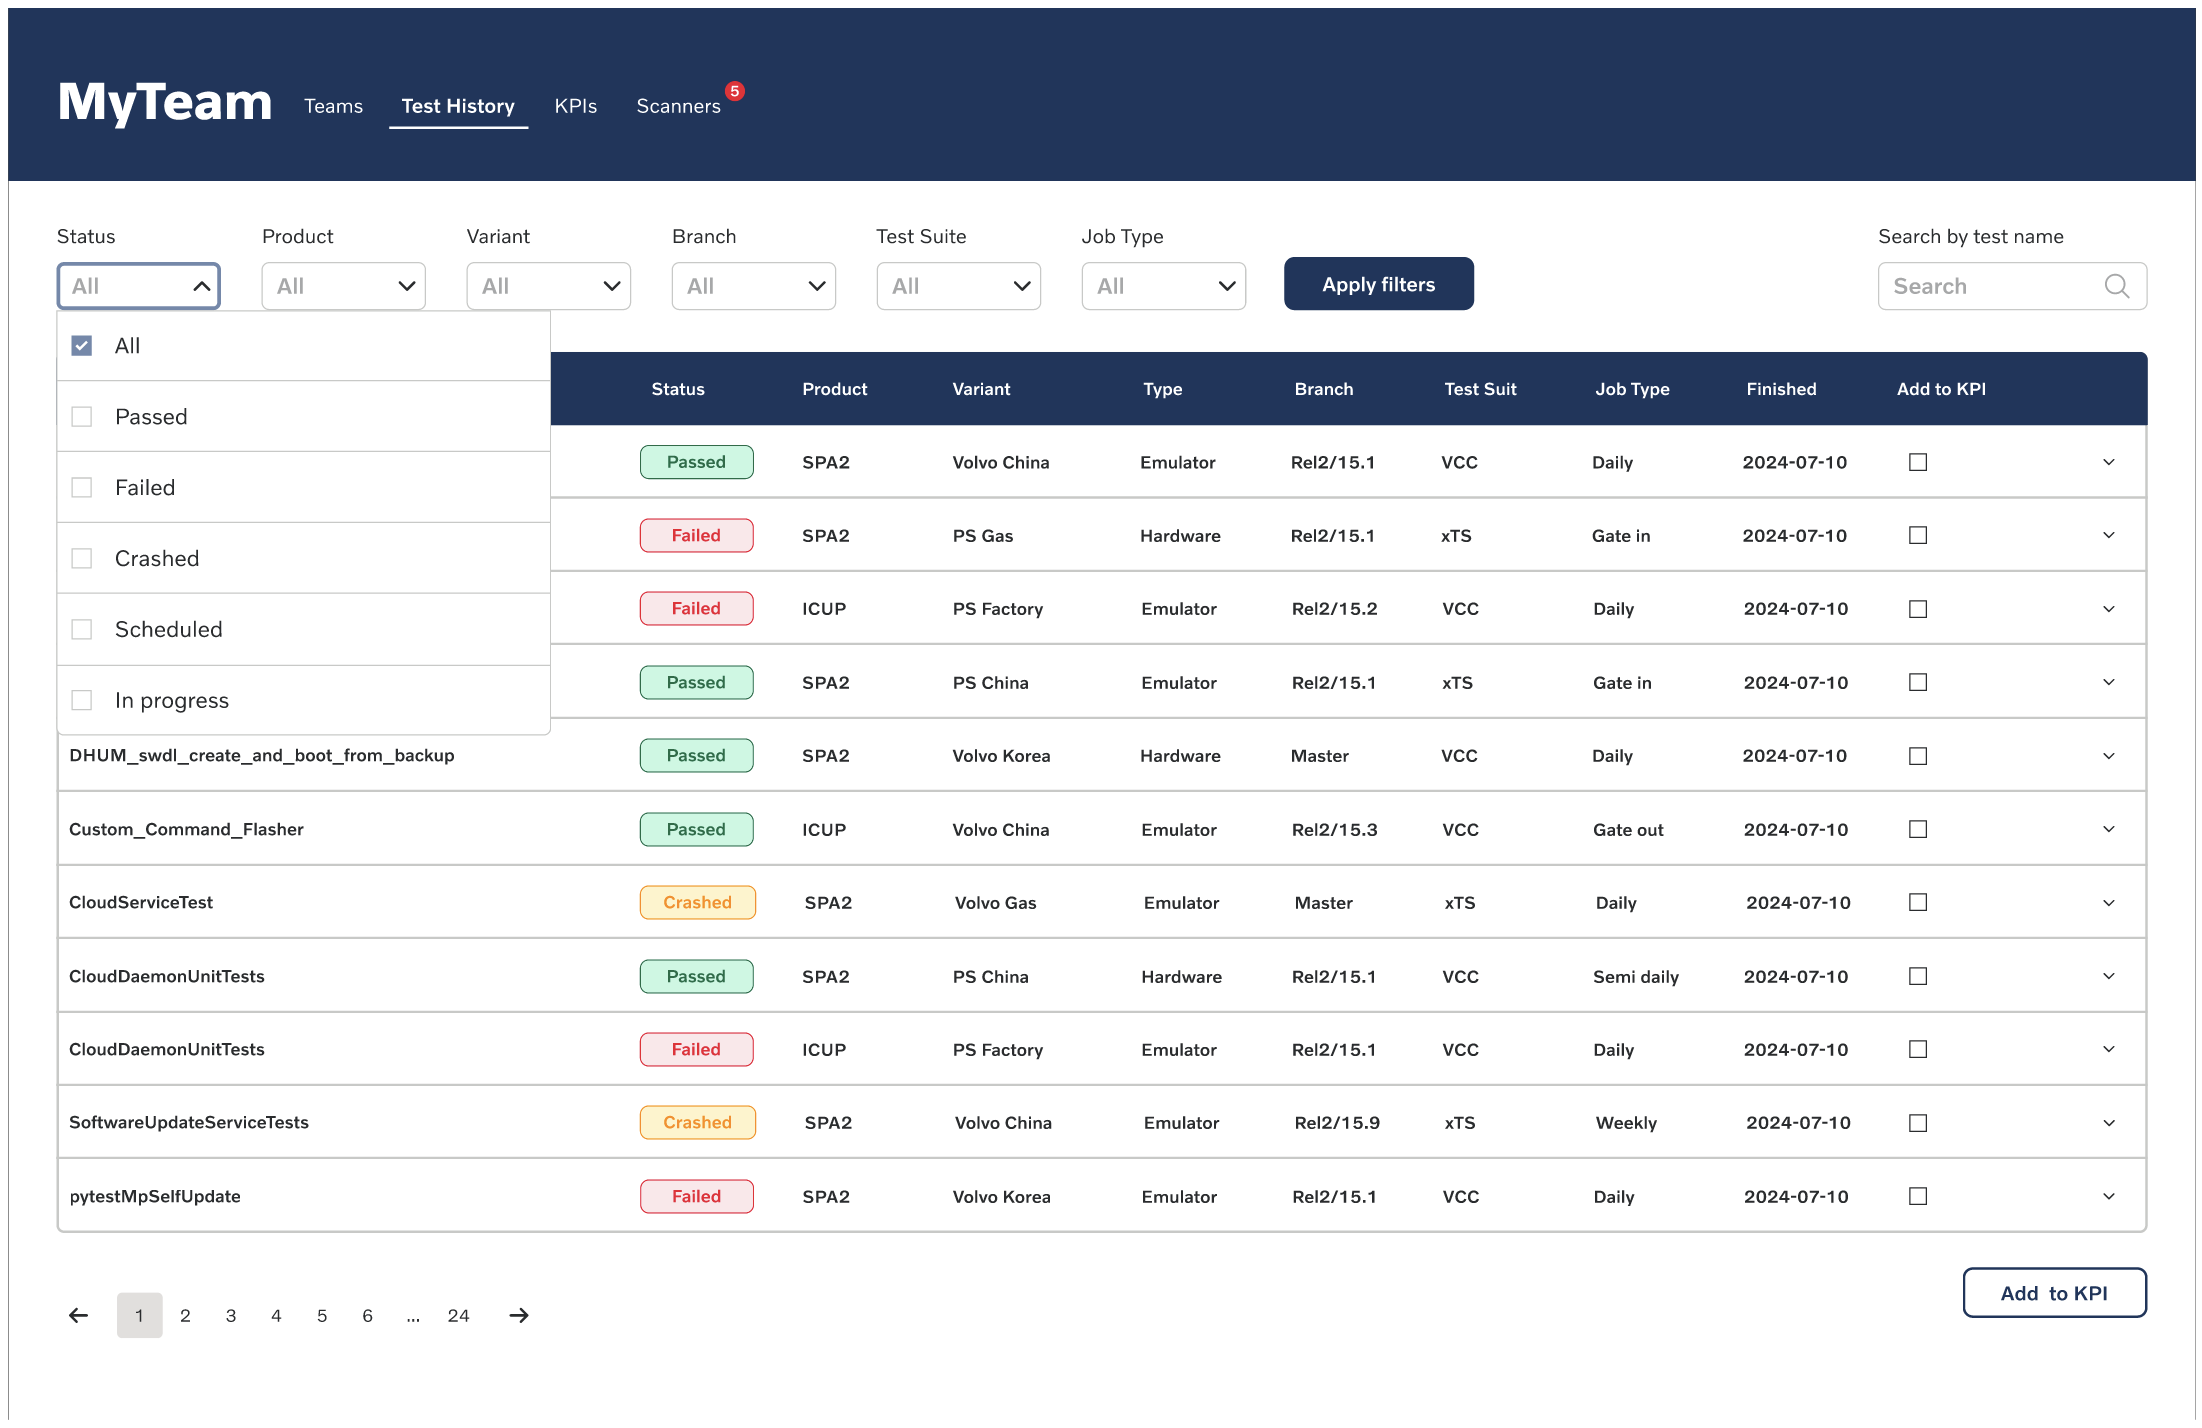 MyTeam Teams Test History KPIs Scanners 5
Status Product Variant Branch Test Suite Job Type Search by test name
All All All All All All Apply filters Search
All
Passed
Failed
Crashed
Scheduled
In progress
Status Product Variant Type Branch Test Suit Job Type Finished Add to KPI
Passed SPA2 Volvo China Emulator Rel2/15.1 VCC Daily 2024-07-10
Failed SPA2 PS Gas Hardware Rel2/15.1 xTS Gate in 2024-07-10
Failed ICUP PS Factory Emulator Rel2/15.2 VCC Daily 2024-07-10
Passed SPA2 PS China Emulator Rel2/15.1 xTS Gate in 2024-07-10
DHUM_swdl_create_and_boot_from_backup Passed SPA2 Volvo Korea Hardware Master VCC Daily 2024-07-10
Custom_Command_Flasher Passed ICUP Volvo China Emulator Rel2/15.3 VCC Gate out 2024-07-10
CloudServiceTest Crashed SPA2 Volvo Gas Emulator Master xTS Daily 2024-07-10
CloudDaemonUnitTests Passed SPA2 PS China Hardware Rel2/15.1 VCC Semi daily 2024-07-10
CloudDaemonUnitTests Failed ICUP PS Factory Emulator Rel2/15.1 VCC Daily 2024-07-10
SoftwareUpdateServiceTests Crashed SPA2 Volvo China Emulator Rel2/15.9 xTS Weekly 2024-07-10
pytestMpSelfUpdate Failed SPA2 Volvo Korea Emulator Rel2/15.1 VCC Daily 2024-07-10
Add to KPI
1 2 3 4 5 6 ... 24